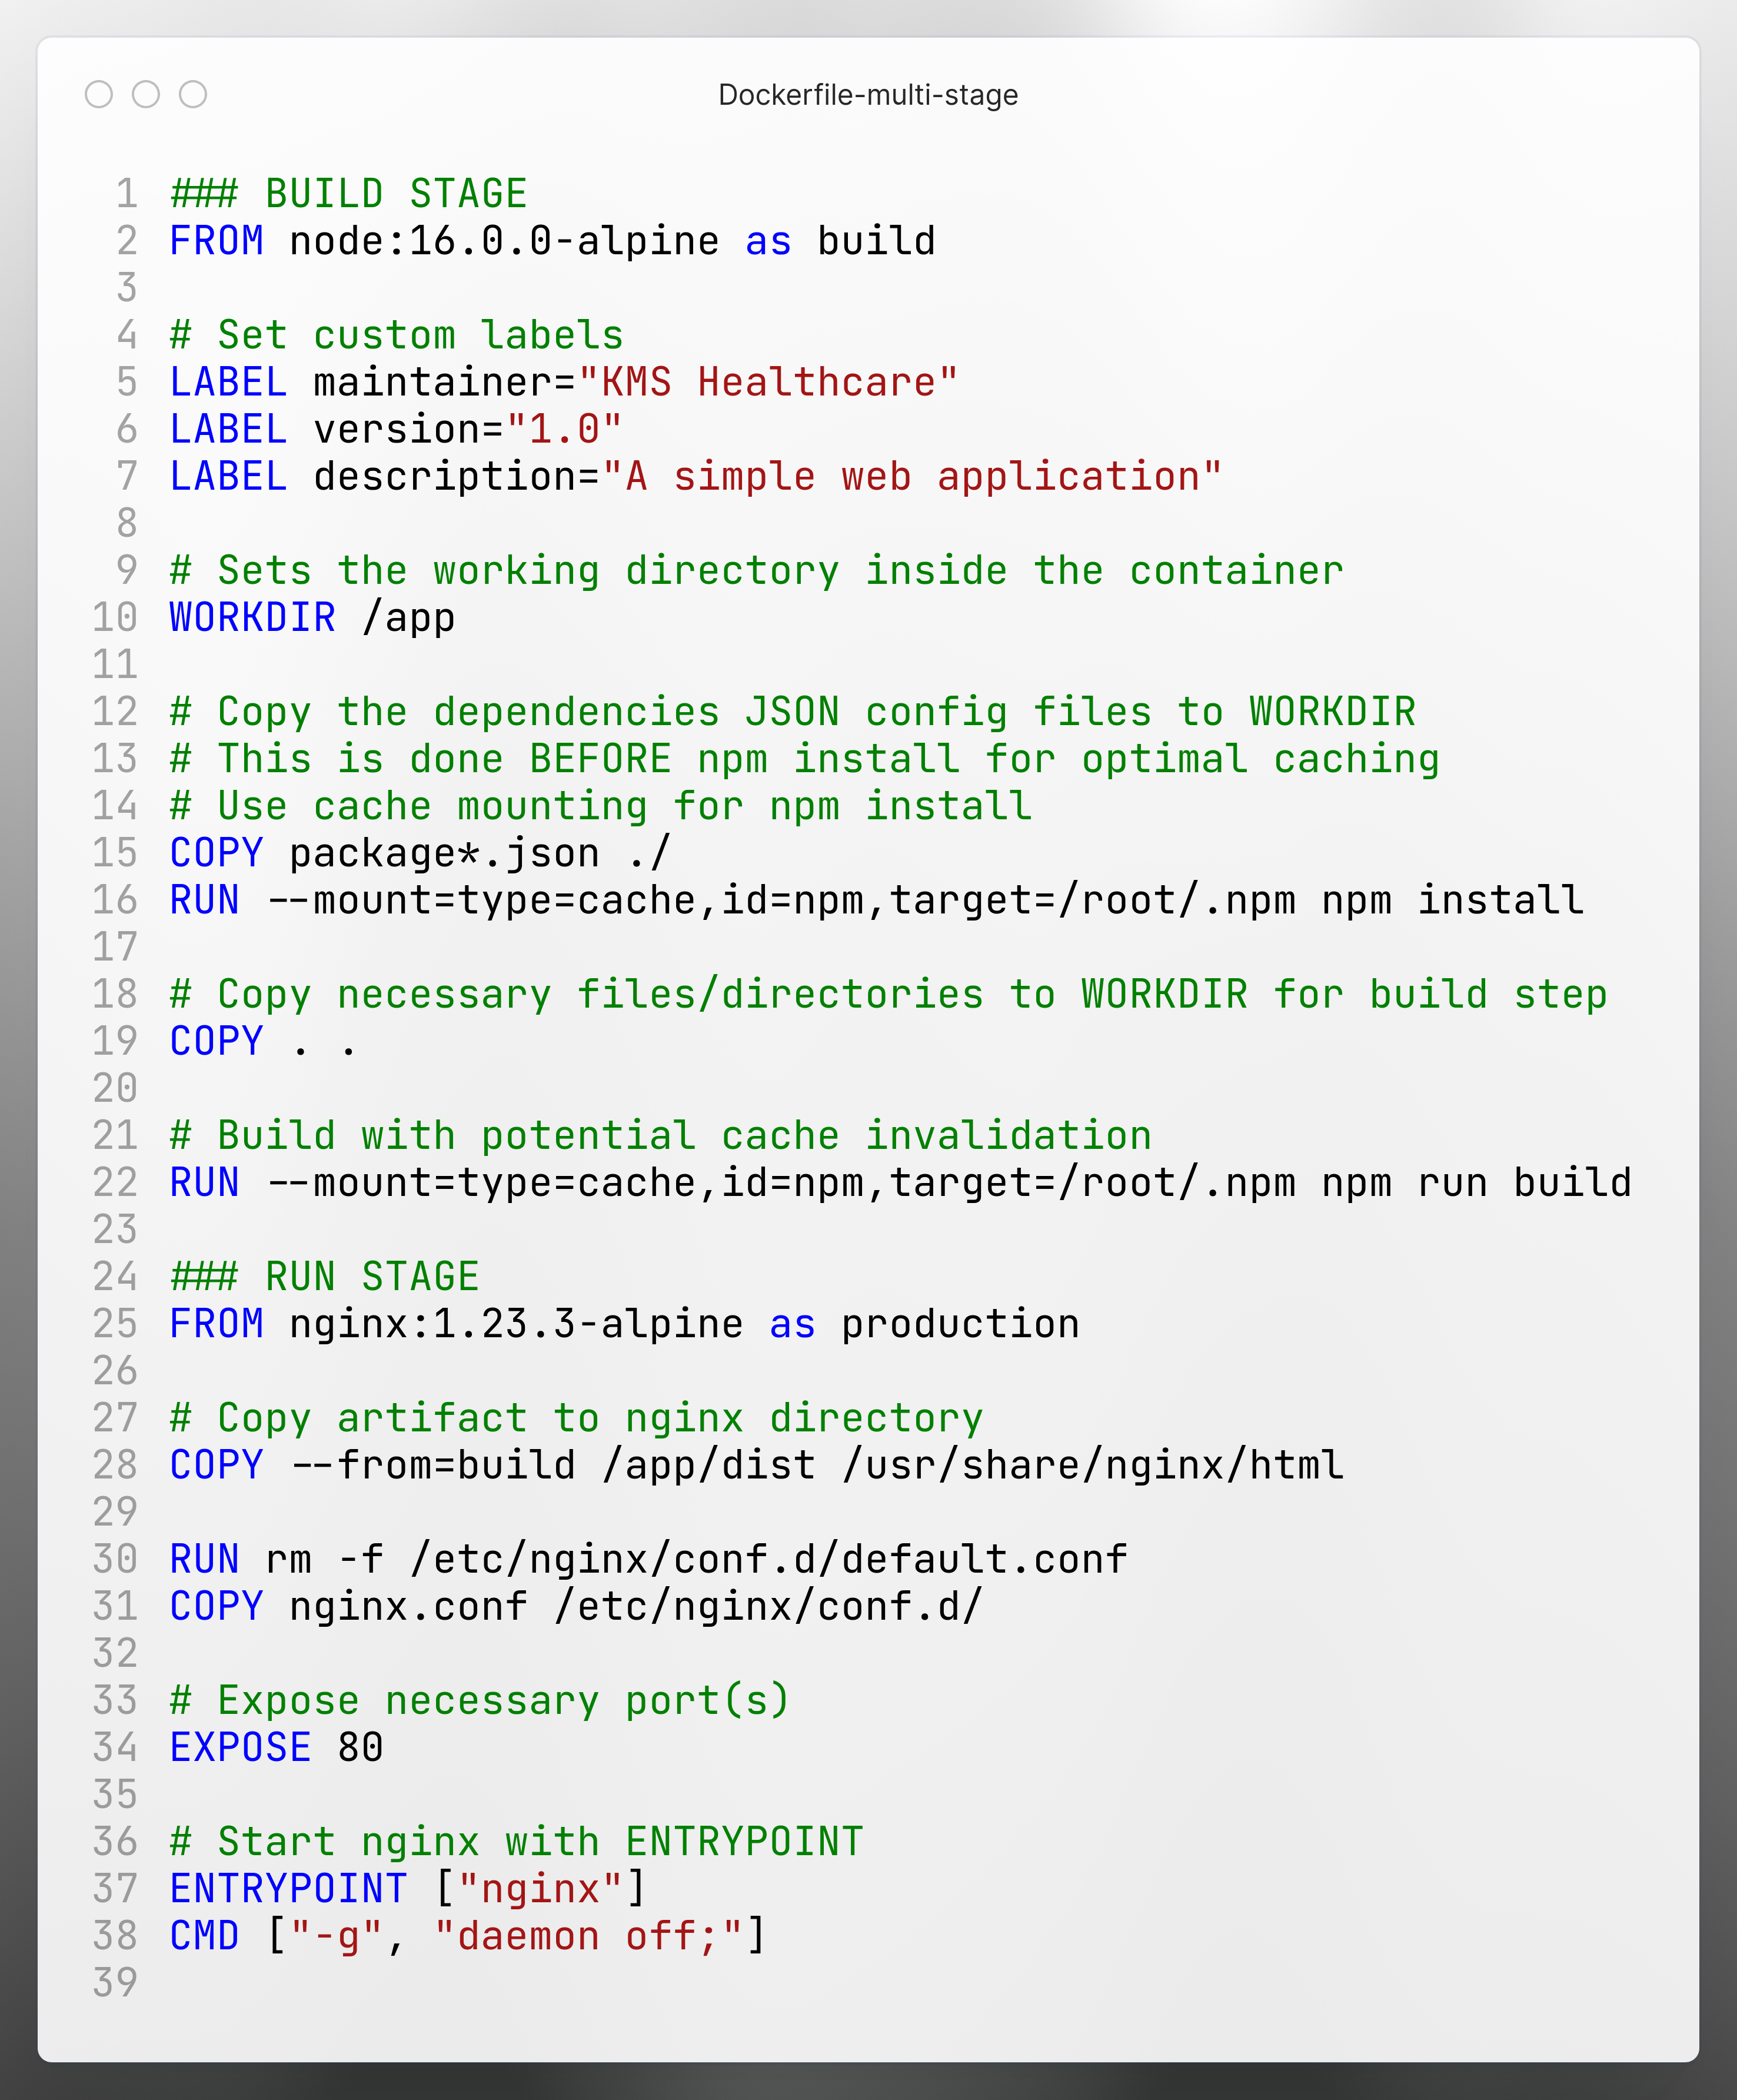 Dockerfile-multi-stage
1 ### BUILD STAGE
2 FROM node:16.0.0-alpine as build
3
4 # Set custom labels
5 LABEL maintainer="KMS Healthcare"
6 LABEL version="1.0"
7 LABEL description="A simple web application"
8
9 # Sets the working directory inside the container
10 WORKDIR /app
11
12 # Copy the dependencies JSON config files to WORKDIR
13 # This is done BEFORE npm install for optimal caching
14 # Use cache mounting for npm install
15 COPY package*.json ./
16 RUN --mount=type=cache,id=npm,target=/root/.npm npm install
17
18 # Copy necessary files/directories to WORKDIR for build step
19 COPY . .
20
21 # Build with potential cache invalidation
22 RUN --mount=type=cache,id=npm,target=/root/.npm npm run build
23
24 ### RUN STAGE
25 FROM nginx:1.23.3-alpine as production
26
27 # Copy artifact to nginx directory
28 COPY --from=build /app/dist /usr/share/nginx/html
29
30 RUN rm -f /etc/nginx/conf.d/default.conf
31 COPY nginx.conf /etc/nginx/conf.d/
32
33 # Expose necessary port(s)
34 EXPOSE 80
35
36 # Start nginx with ENTRYPOINT
37 ENTRYPOINT ["nginx"]
38 CMD ["-g", "daemon off;"]
39